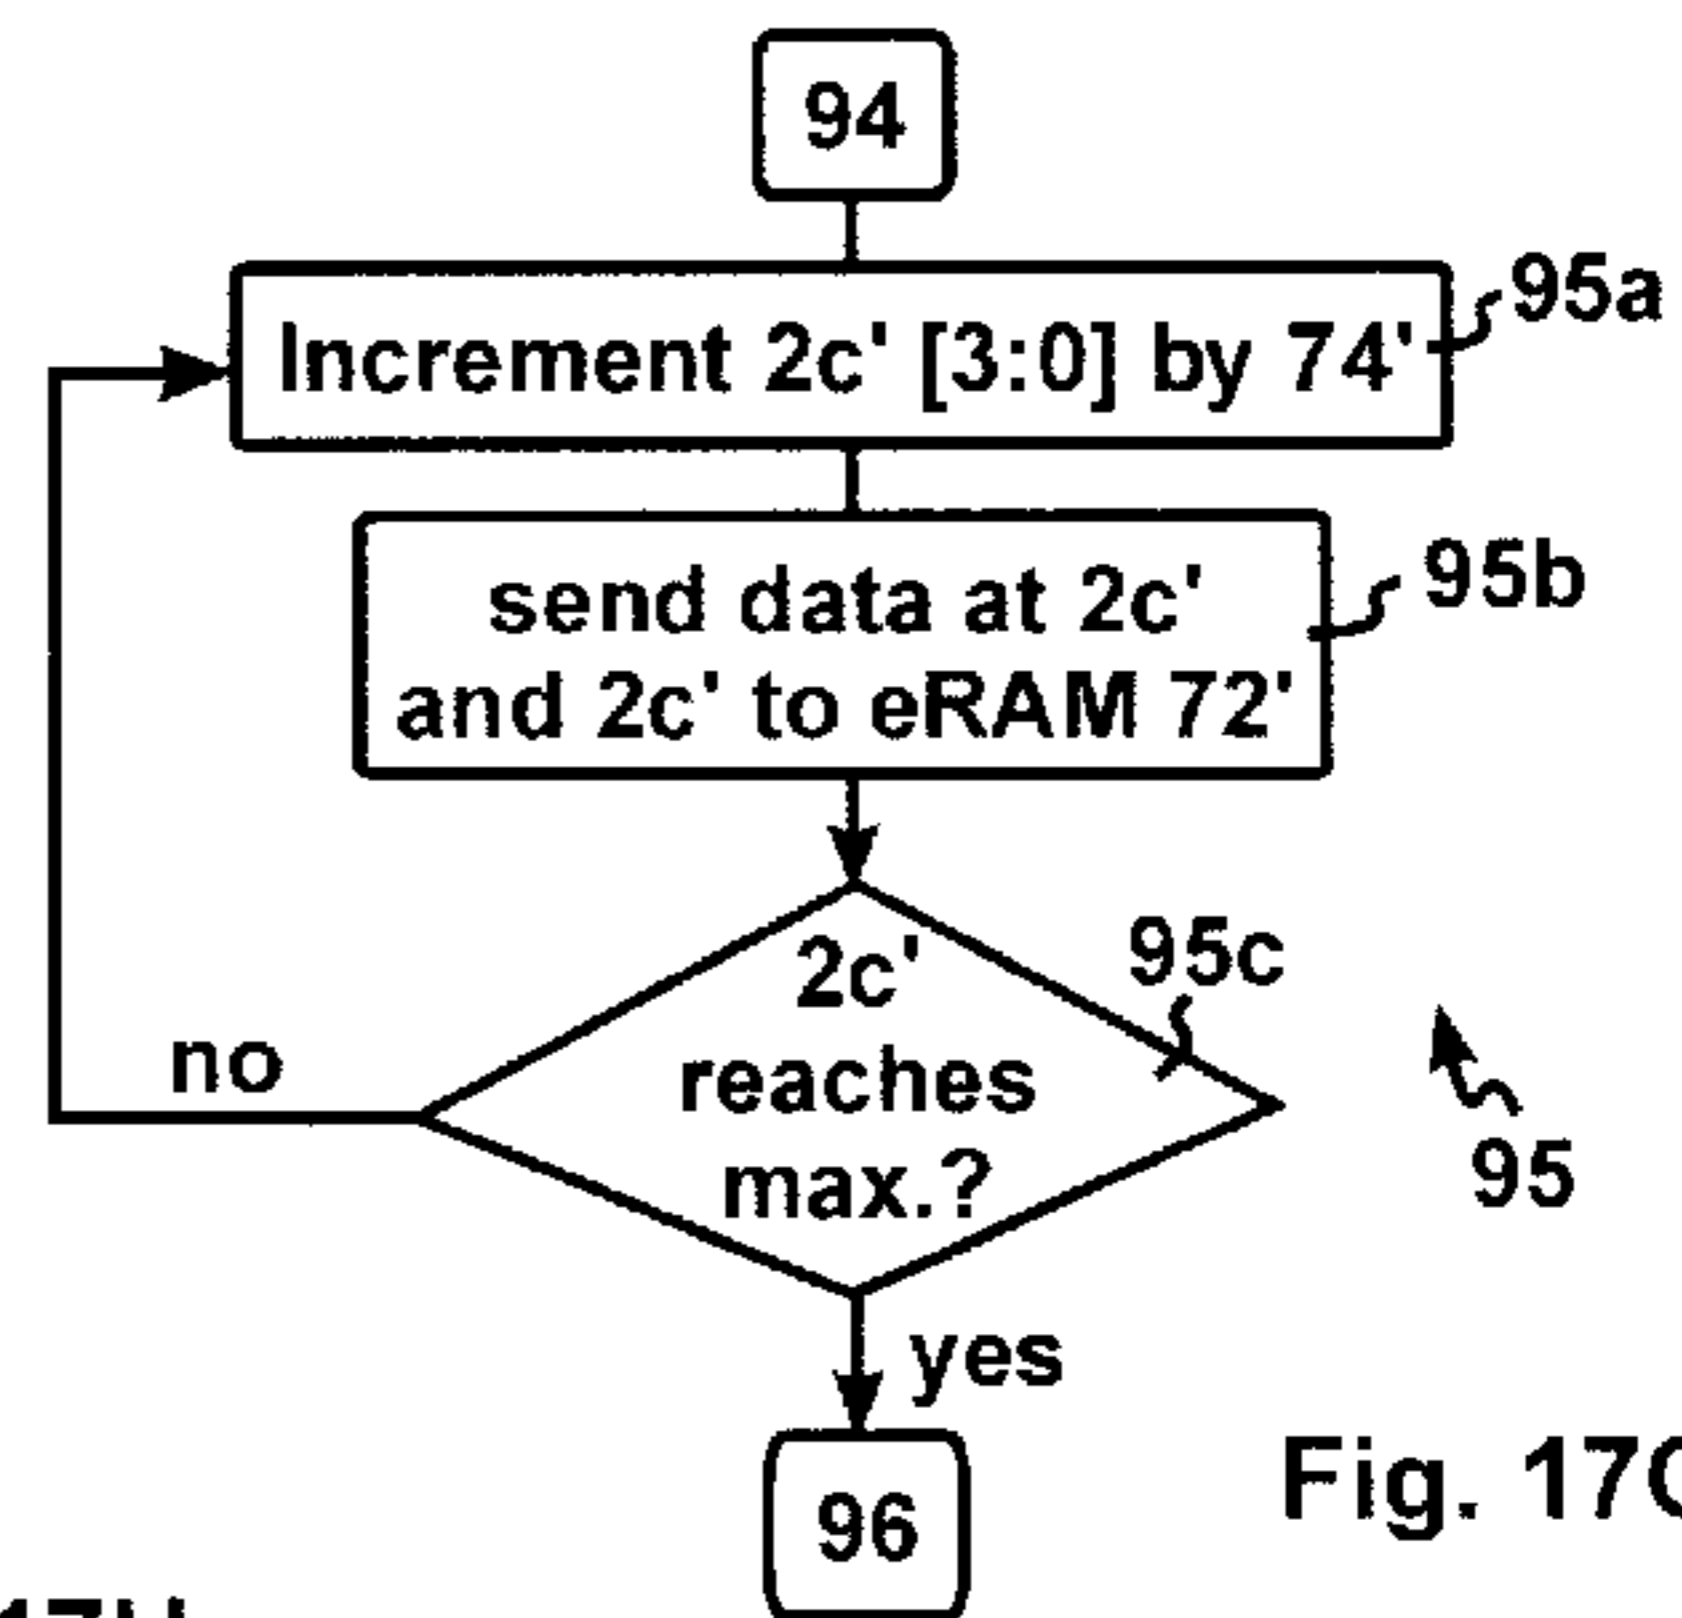 94
95a
Increment 2c' [3:0] by 74'
95b
send data at 2c'
and 2c' to eRAM 72'
95c
2c'
reaches
max.?
no
95
yes
Fig.
96